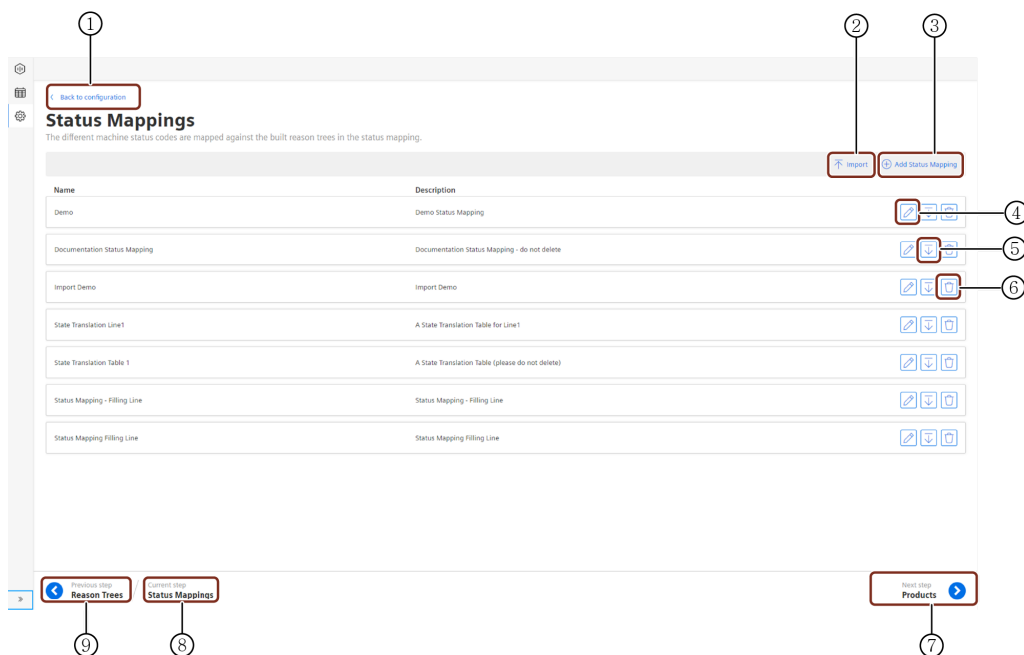 ① ② ③
Back to configuration
Status Mappings
The different machine status codes are mapped against the built reason trees in the status mapping.
Import Add Status Mapping
Name Description
Demo Demo Status Mapping ④
Documentation Status Mapping Documentation Status Mapping - do not delete ⑤
Import Demo Import Demo ⑥
State Translation Line1 A State Translation Table for Line1
State Translation Table 1 A State Translation Table (please do not delete)
Status Mapping - Filling Line Status Mapping - Filling Line
Status Mapping Filling Line Status Mapping Filling Line
Previous step / Current step Next step
Reason Trees Status Mappings Products
⑨ ⑧ ⑦